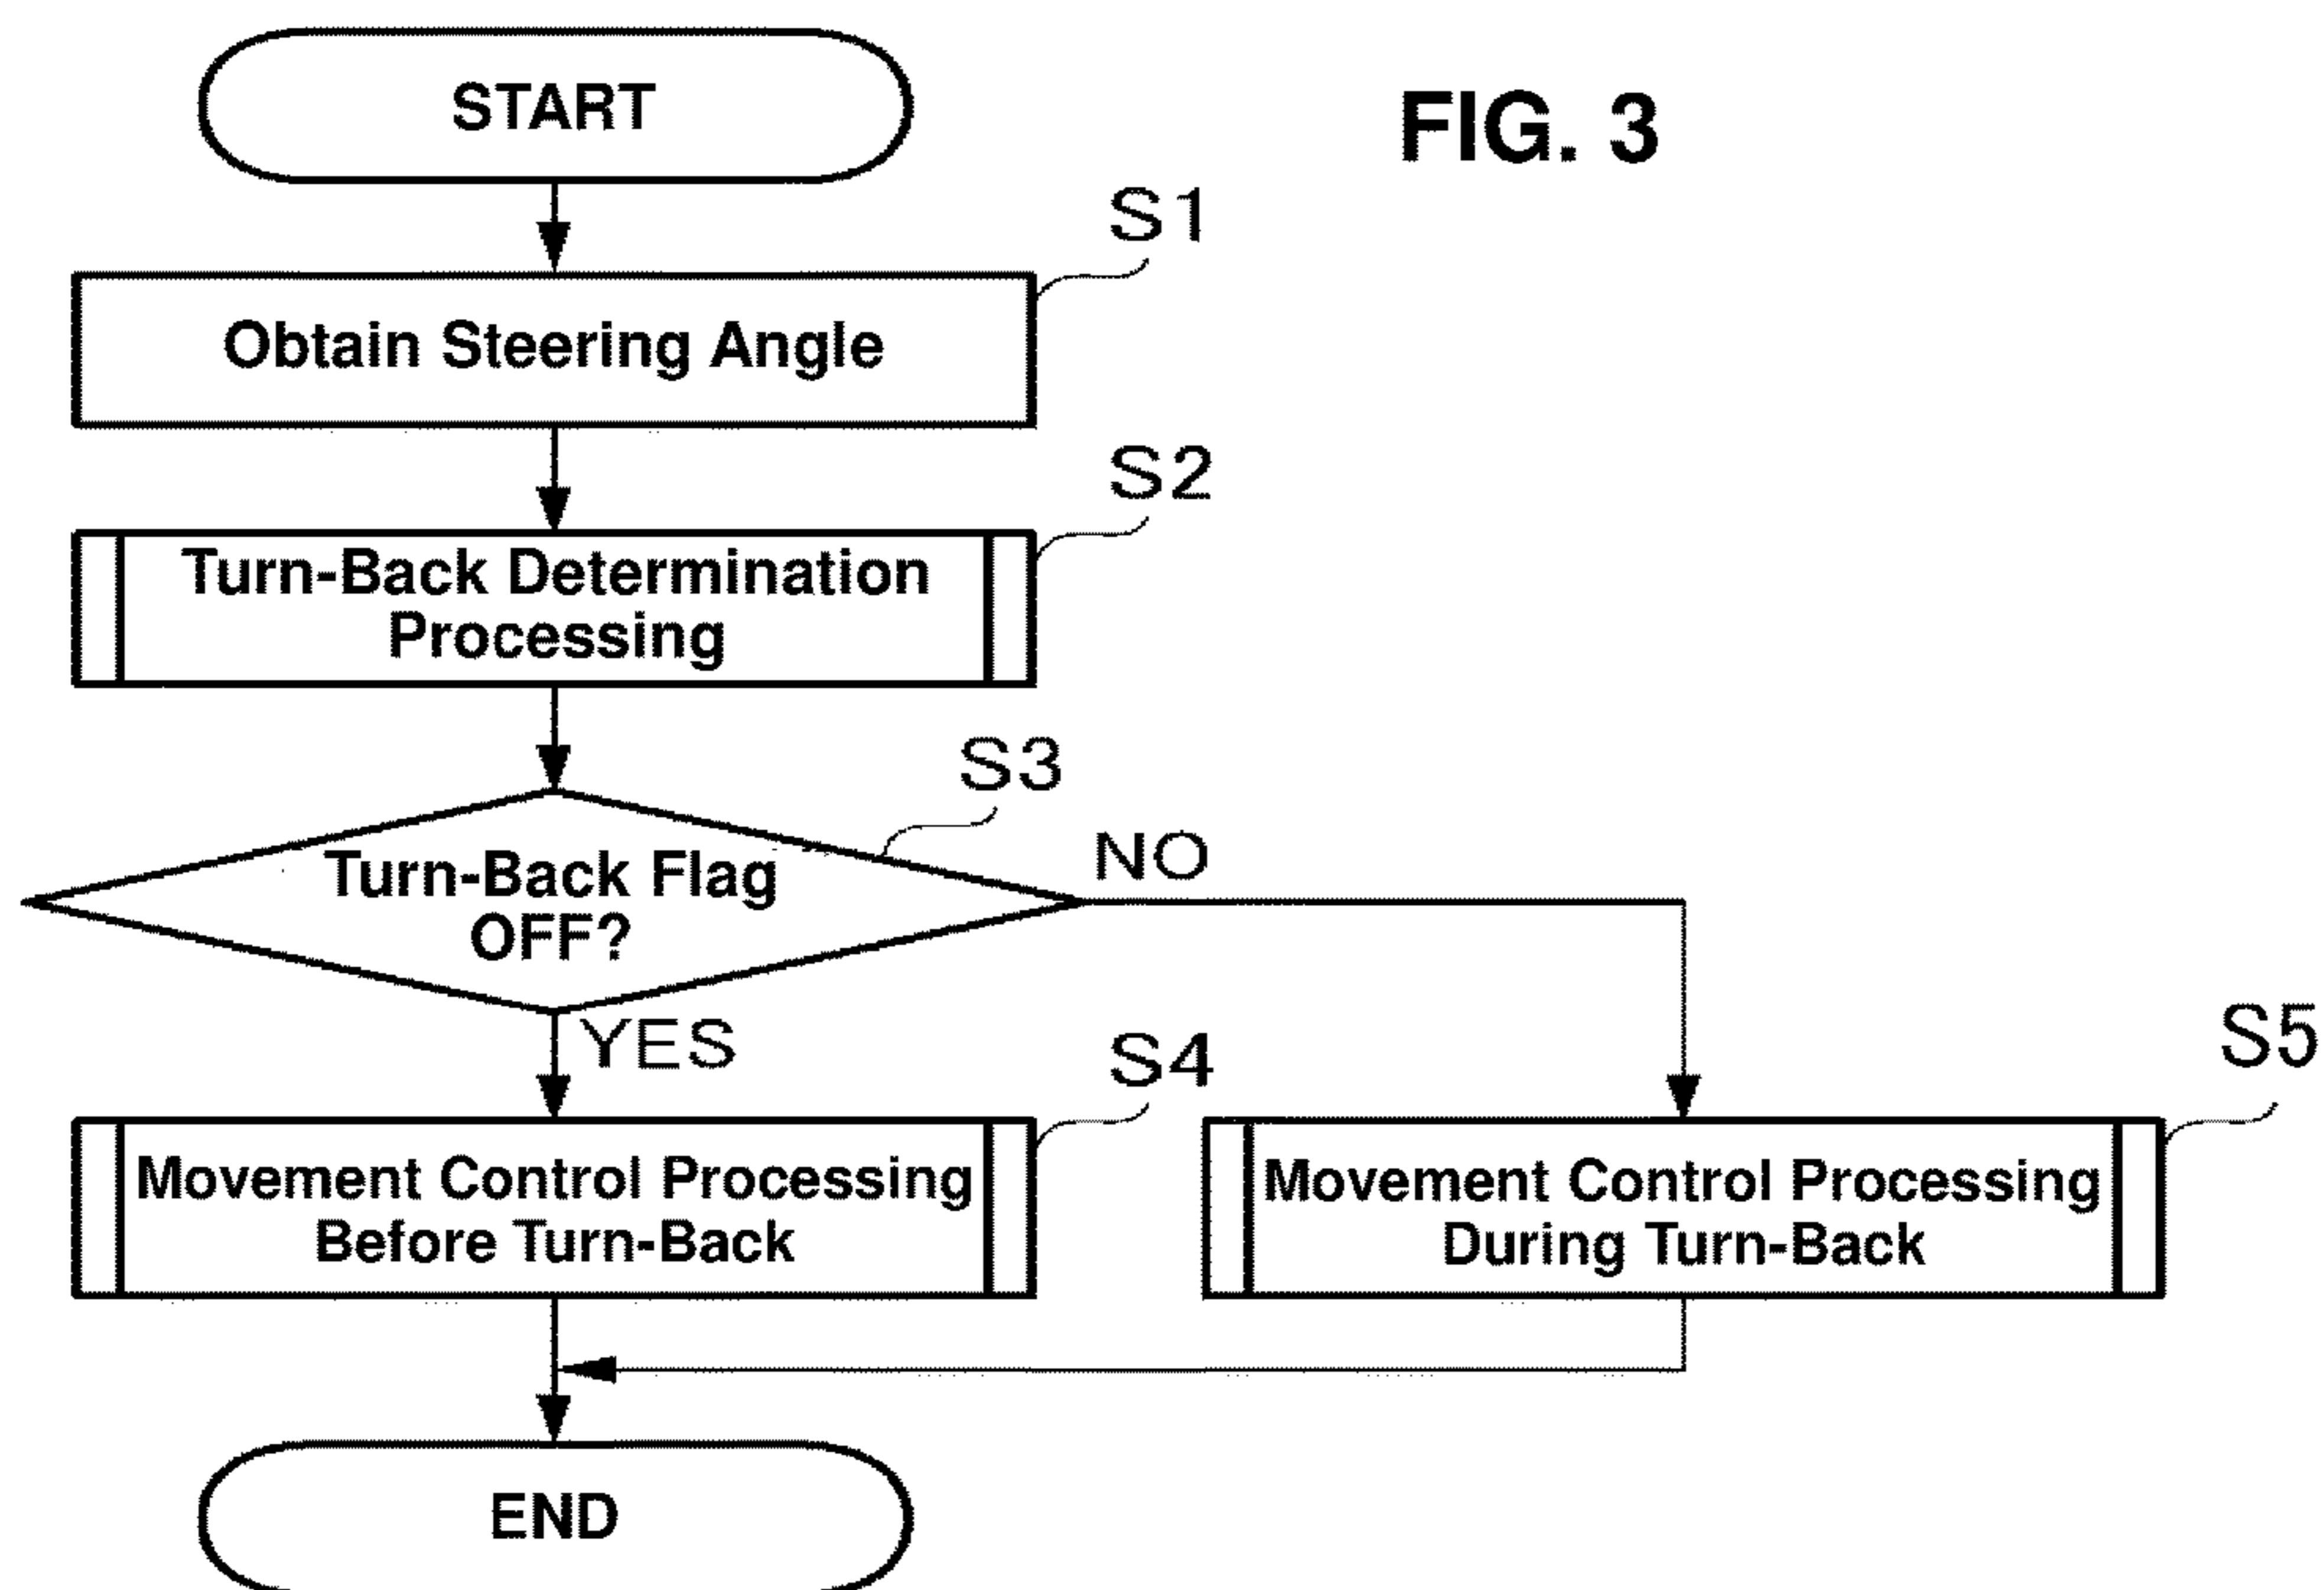 START
FIG. 3
S1
Obtain Steering Angle
S2
Turn-Back Determination
Processing
S3
Turn-Back Flag
OFF?
NO
YES
S4
Movement Control Processing
Before Turn-Back
S5
Movement Control Processing
During Turn-Back
END